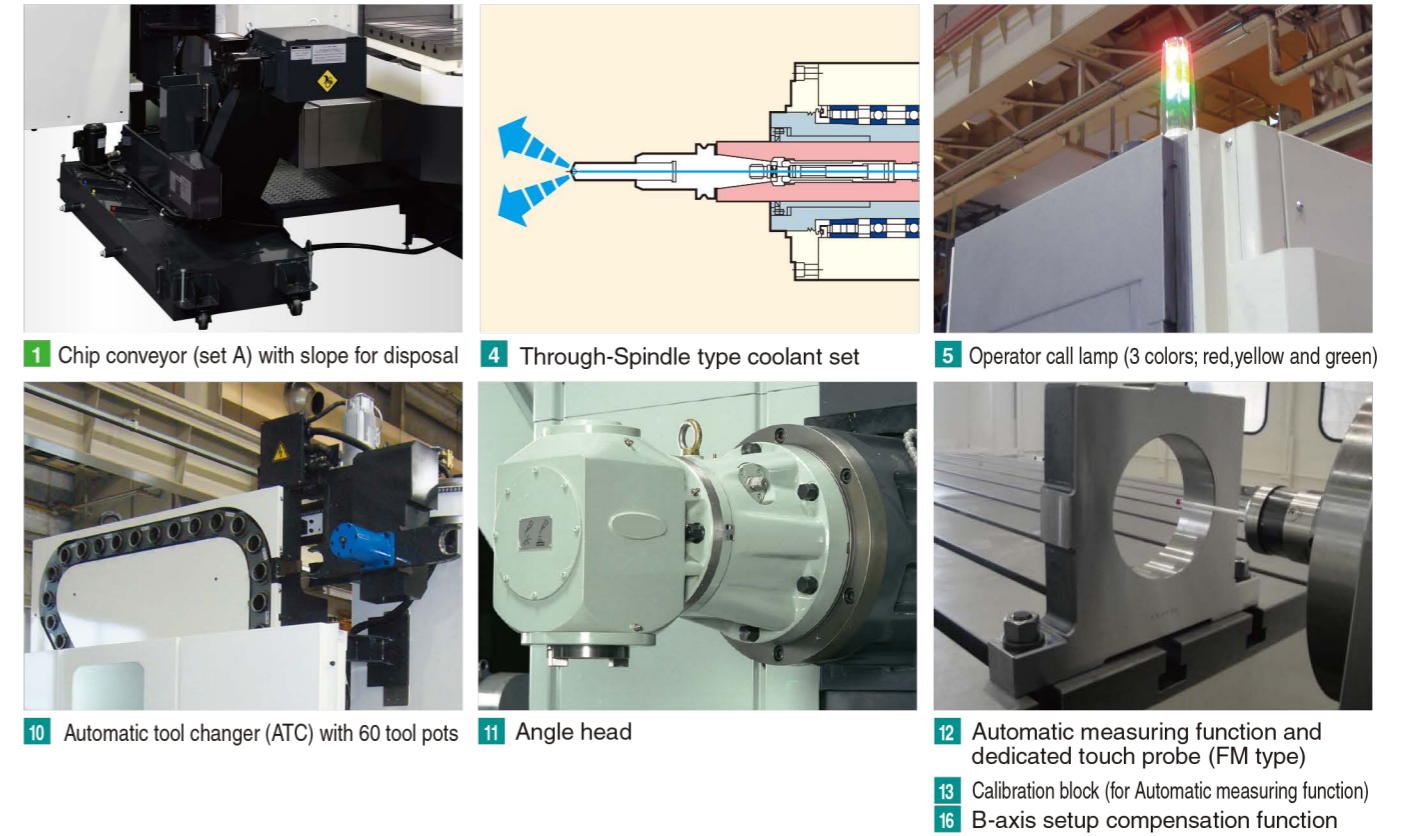 1 Chip conveyor (set A) with slope for disposal
4 Through-Spindle type coolant set
5 Operator call lamp (3 colors; red,yellow and green)
10 Automatic tool changer (ATC) with 60 tool pots
11 Angle head
12 Automatic measuring function and
dedicated touch probe (FM type)
13 Calibration block (for Automatic measuring function)
16 B-axis setup compensation function